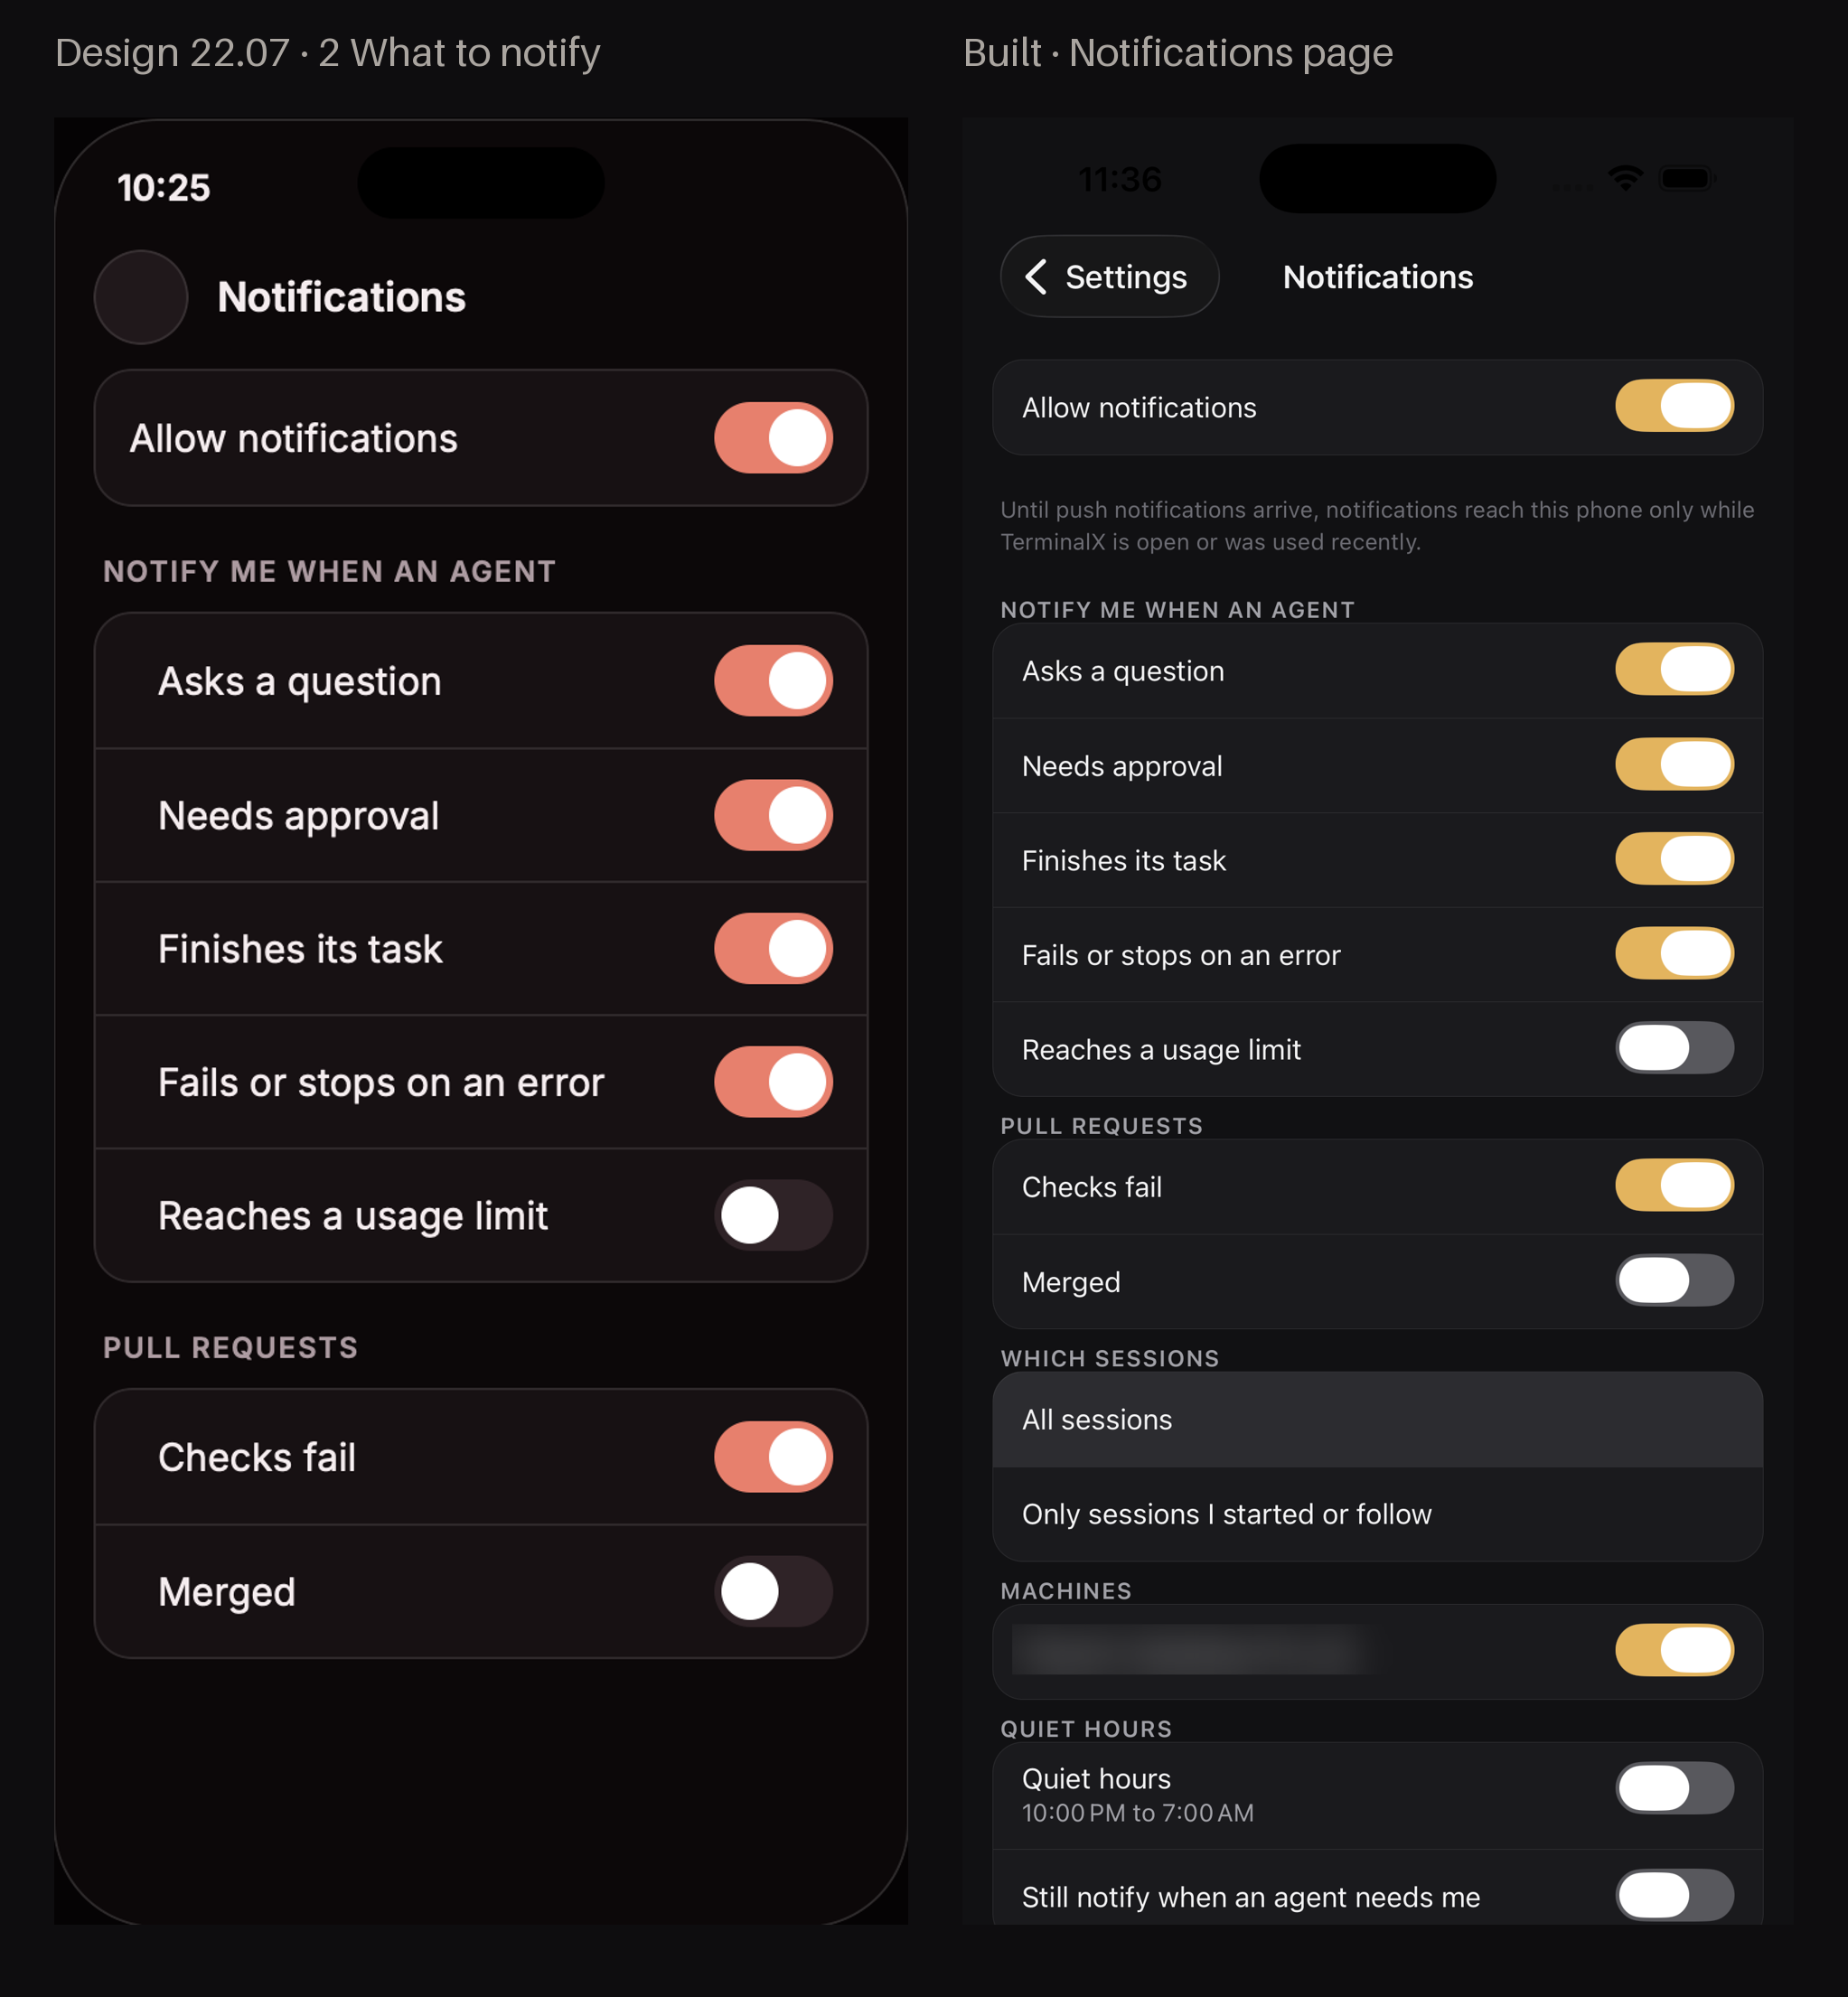 Design 22.07 · 2 What to notify
10:25
Notifications
Allow notifications
NOTIFY ME WHEN AN AGENT
Asks a question
Needs approval
Finishes its task
Fails or stops on an error
Reaches a usage limit
PULL REQUESTS
Checks fail
Merged
Built · Notifications page
11:36
Settings
Notifications
Allow notifications
Until push notifications arrive, notifications reach this phone only while
TerminalX is open or was used recently.
NOTIFY ME WHEN AN AGENT
Asks a question
Needs approval
Finishes its task
Fails or stops on an error
Reaches a usage limit
PULL REQUESTS
Checks fail
Merged
WHICH SESSIONS
All sessions
Only sessions I started or follow
MACHINES
QUIET HOURS
Quiet hours
10:00 PM to 7:00 AM
Still notify when an agent needs me